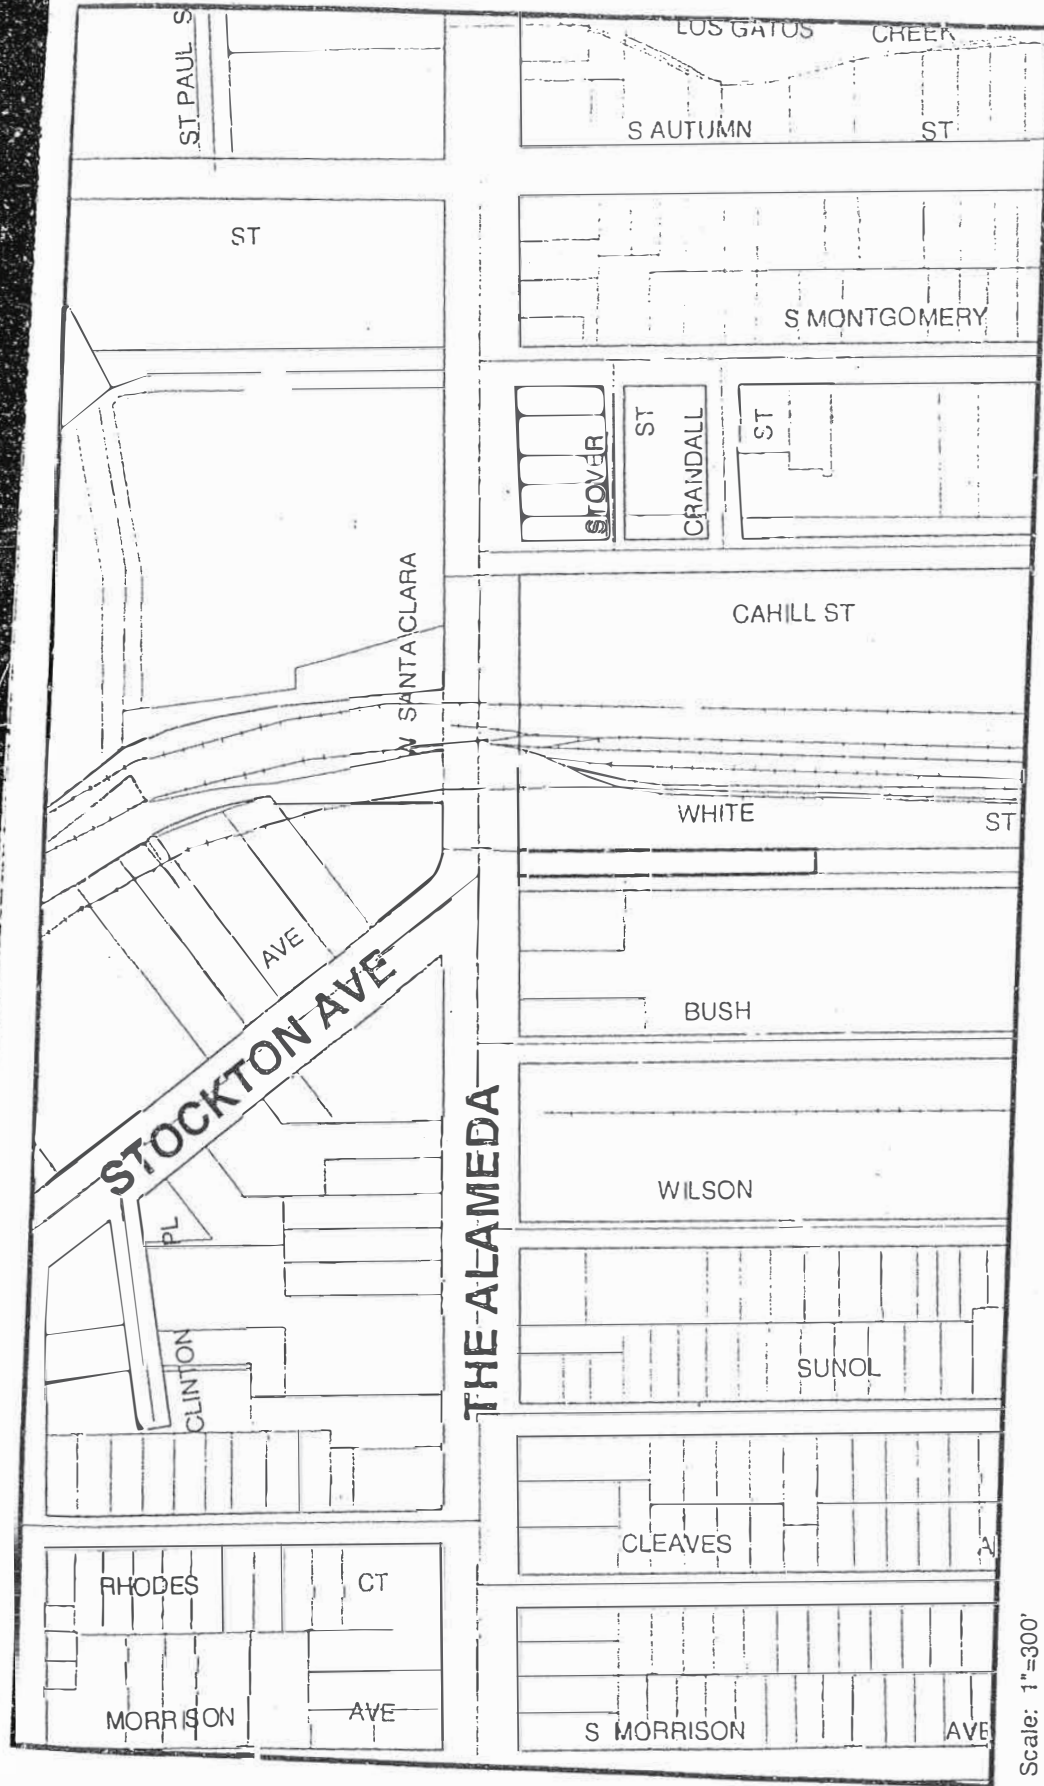 LOS GATOS CREEK
ST PAUL S
S AUTUMN ST
ST
S MONTGOMERY
STOVER ST
CRANDALL ST
W SANTA CLARA
CAHILL ST
WHITE ST
AVE
STOCKTON AVE
BUSH
THE ALAMEDA
WILSON
PL
CLINTON
SUNOL
CLEAVES A
RHODES CT
MORRISON AVE
S MORRISON AVE
Scale: 1"=300'